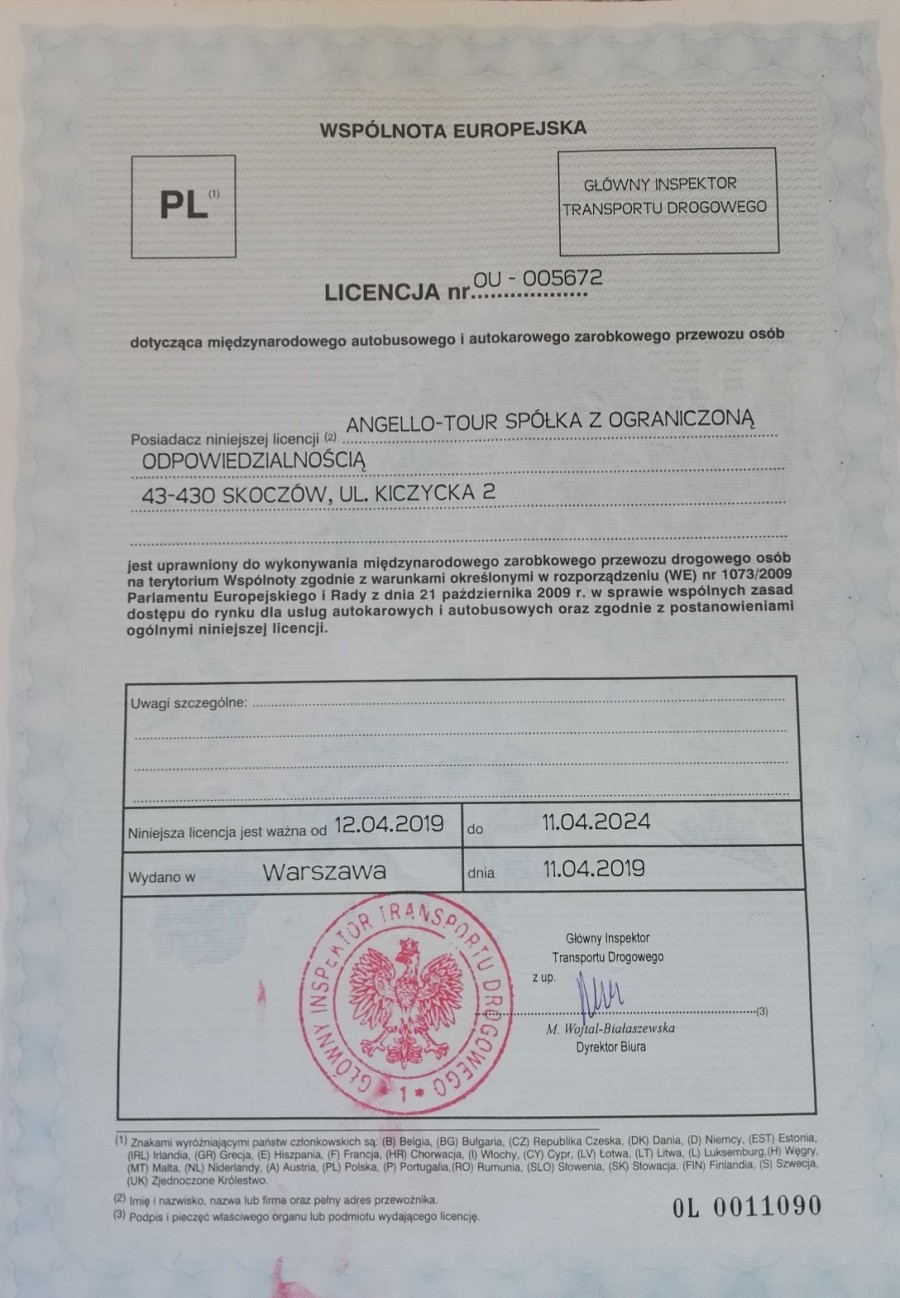 WSPÓLNOTA EUROPEJSKA
PL (1)
GŁÓWNY INSPEKTOR
TRANSPORTU DROGOWEGO
LICENCJA nr OU - 005672
dotycząca międzynarodowego autobusowego i autokarowego zarobkowego przewozu osób
Posiadacz niniejszej licencji (2) ANGELLO-TOUR SPÓŁKA Z OGRANICZONĄ
ODPOWIEDZIALNOŚCIĄ
43-430 SKOCZÓW, UL. KICZYCKA 2
jest uprawniony do wykonywania międzynarodowego zarobkowego przewozu drogowego osób
na terytorium Wspólnoty zgodnie z warunkami określonymi w rozporządzeniu (WE) nr 1073/2009
Parlamentu Europejskiego i Rady z dnia 21 października 2009 r. w sprawie wspólnych zasad
dostępu do rynku dla usług autokarowych i autobusowych oraz zgodnie z postanowieniami
ogólnymi niniejszej licencji.
Uwagi szczególne:
Niniejsza licencja jest ważna od 12.04.2019 do 11.04.2024
Wydano w Warszawa dnia 11.04.2019
GŁÓWNY INSPEKTOR TRANSPORTU DROGOWEGO * 1 *
Główny Inspektor
Transportu Drogowego
z up.
(3)
M. Wojtal-Białaszewska
Dyrektor Biura
(1) Znakami wyróżniającymi państw członkowskich są: (B) Belgia, (BG) Bulgaria, (CZ) Republika Czeska, (DK) Dania, (D) Niemcy, (EST) Estonia,
(IRL) Irlandia, (GR) Grecja, (E) Hiszpania, (F) Francja, (HR) Chorwacja, (I) Włochy, (CY) Cypr, (LV) Łotwa, (LT) Litwa, (L) Luksemburg,(H) Węgry,
(MT) Malta, (NL) Niderlandy, (A) Austria, (PL) Polska, (P) Portugalia,(RO) Rumunia, (SLO) Słowenia, (SK) Słowacja, (FIN) Finlandia, (S) Szwecja,
(UK) Zjednoczone Królestwo.
(2) Imię i nazwisko, nazwa lub firma oraz pełny adres przewoźnika.
(3) Podpis i pieczęć właściwego organu lub podmiotu wydającego licencję.
OL 0011090